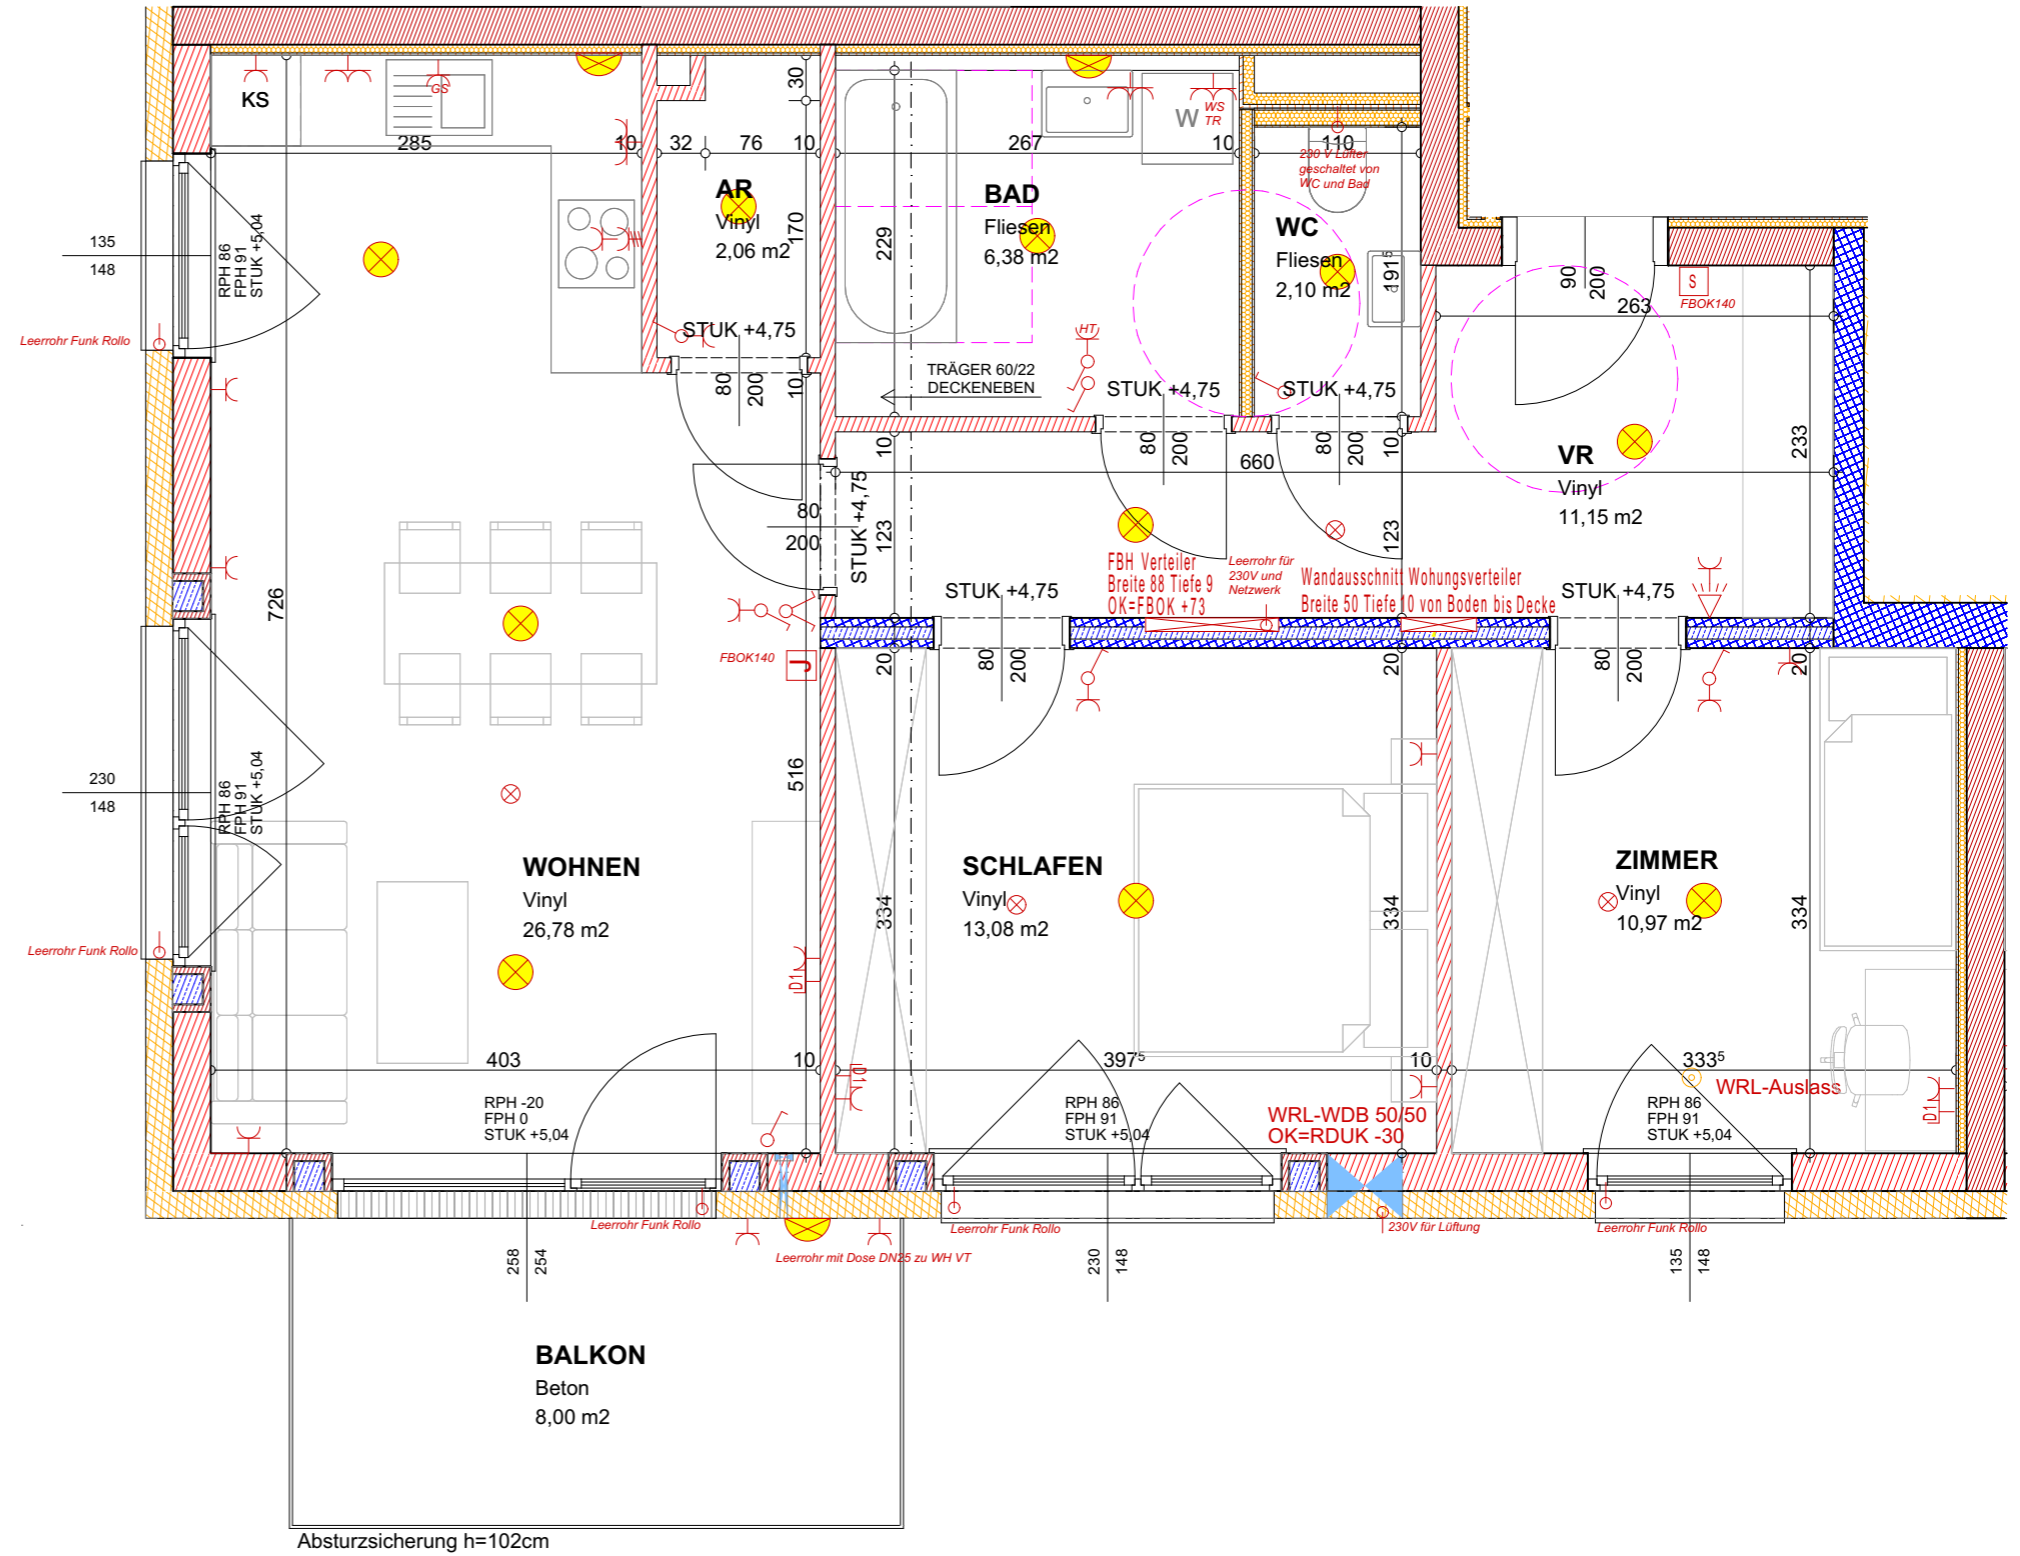 KS
GS
285
10
32
76
10
30
267
W
WS
TR
10
110
230 V Lüfter
geschaltet von
WC und Bad
AR
Vinyl
2,06 m2
170
229
BAD
Fliesen
6,38 m2
WC
Fliesen
2,10 m2
191⁵
90
200
S
FBOK140
263
135
148
RPH 86
FPH 91
STUK +5,04
Leerrohr Funk Rollo
STUK +4,75
80
200
10
TRÄGER 60/22
DECKENEBEN
HT
STUK +4,75
STUK +4,75
10
80
200
80
200
10
660
VR
Vinyl
11,15 m2
233
80
200
STUK +4,75
123
123
FBH Verteiler
Breite 88 Tiefe 9
OK=FBOK +73
Leerrohr für
230V und
Netzwerk
Wandausschnitt Wohungsverteiler
Breite 50 Tiefe 10 von Boden bis Decke
STUK +4,75
STUK +4,75
726
FBOK140
J
20
80
200
20
80
200
20
230
148
RPH 86
FPH 91
STUK +5,04
516
WOHNEN
Vinyl
26,78 m2
SCHLAFEN
Vinyl
13,08 m2
ZIMMER
Vinyl
10,97 m2
334
334
334
Leerrohr Funk Rollo
D1
403
10
397⁵
10
333⁵
D1
WRL-Auslass
D1
RPH -20
FPH 0
STUK +5,04
RPH 86
FPH 91
STUK +5,04
WRL-WDB 50/50
OK=RDUK -30
RPH 86
FPH 91
STUK +5,04
Leerrohr Funk Rollo
Leerrohr Funk Rollo
230V für Lüftung
Leerrohr Funk Rollo
Leerrohr mit Dose DN25 zu WH VT
258
254
230
148
135
148
BALKON
Beton
8,00 m2
Absturzsicherung h=102cm